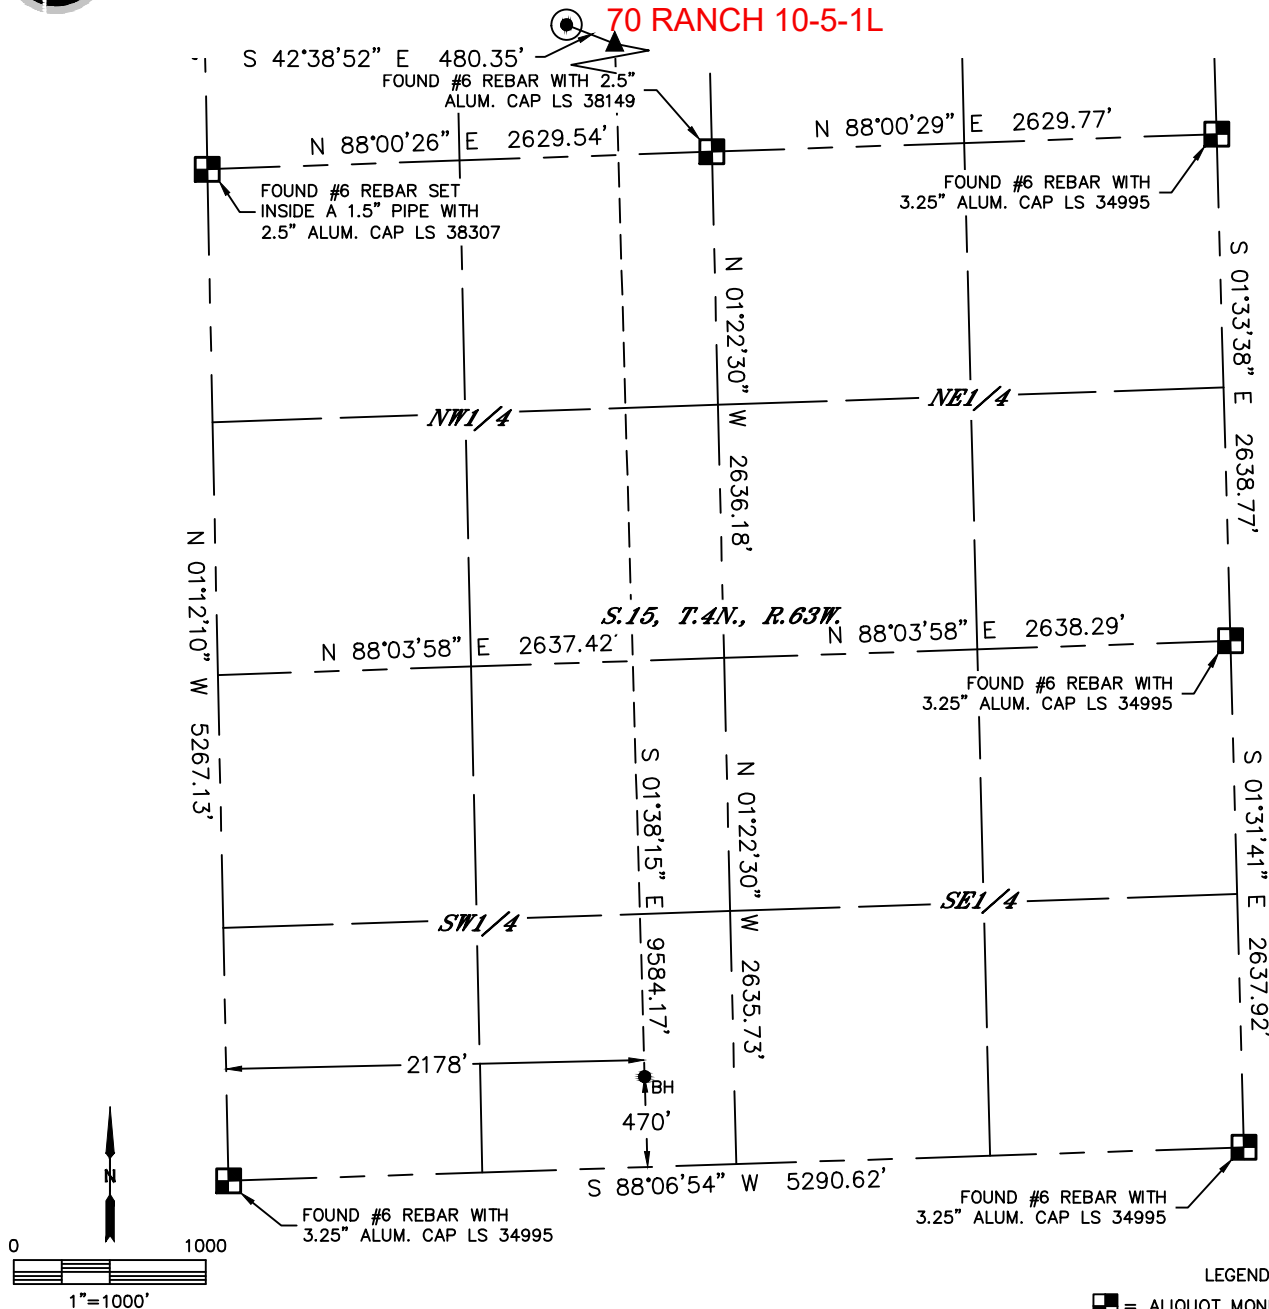 70 RANCH 10-5-1L
S 42°38'52" E 480.35'
FOUND #6 REBAR WITH 2.5"
ALUM. CAP LS 38149
N 88°00'26" E 2629.54'
N 88°00'29" E 2629.77'
FOUND #6 REBAR SET
INSIDE A 1.5" PIPE WITH
2.5" ALUM. CAP LS 38307
FOUND #6 REBAR WITH
3.25" ALUM. CAP LS 34995
N 01°22'30" W 2636.18'
S 01°33'38" E 2638.77'
NW1/4
NE1/4
N 01°12'10" W 5267.13'
S.15, T.4N., R.63W.
N 88°03'58" E 2637.42'
N 88°03'58" E 2638.29'
FOUND #6 REBAR WITH
3.25" ALUM. CAP LS 34995
S 01°38'15" E 9584.17'
N 01°22'30" W 2635.73'
S 01°31'41" E 2637.92'
SW1/4
SE1/4
2178'
BH
470'
N
S 88°06'54" W 5290.62'
FOUND #6 REBAR WITH
3.25" ALUM. CAP LS 34995
FOUND #6 REBAR WITH
3.25" ALUM. CAP LS 34995
0 1000
1"=1000'
LEGEND
= ALIQUOT